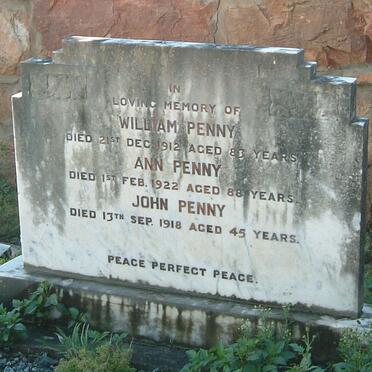 IN
LOVING MEMORY OF
WILLIAM PENNY
DIED 21ST DEC. 1912 AGED 83 YEARS.
ANN PENNY
DIED 1ST FEB. 1922 AGED 88 YEARS.
JOHN PENNY
DIED 13TH SEP. 1918 AGED 45 YEARS.
PEACE PERFECT PEACE.